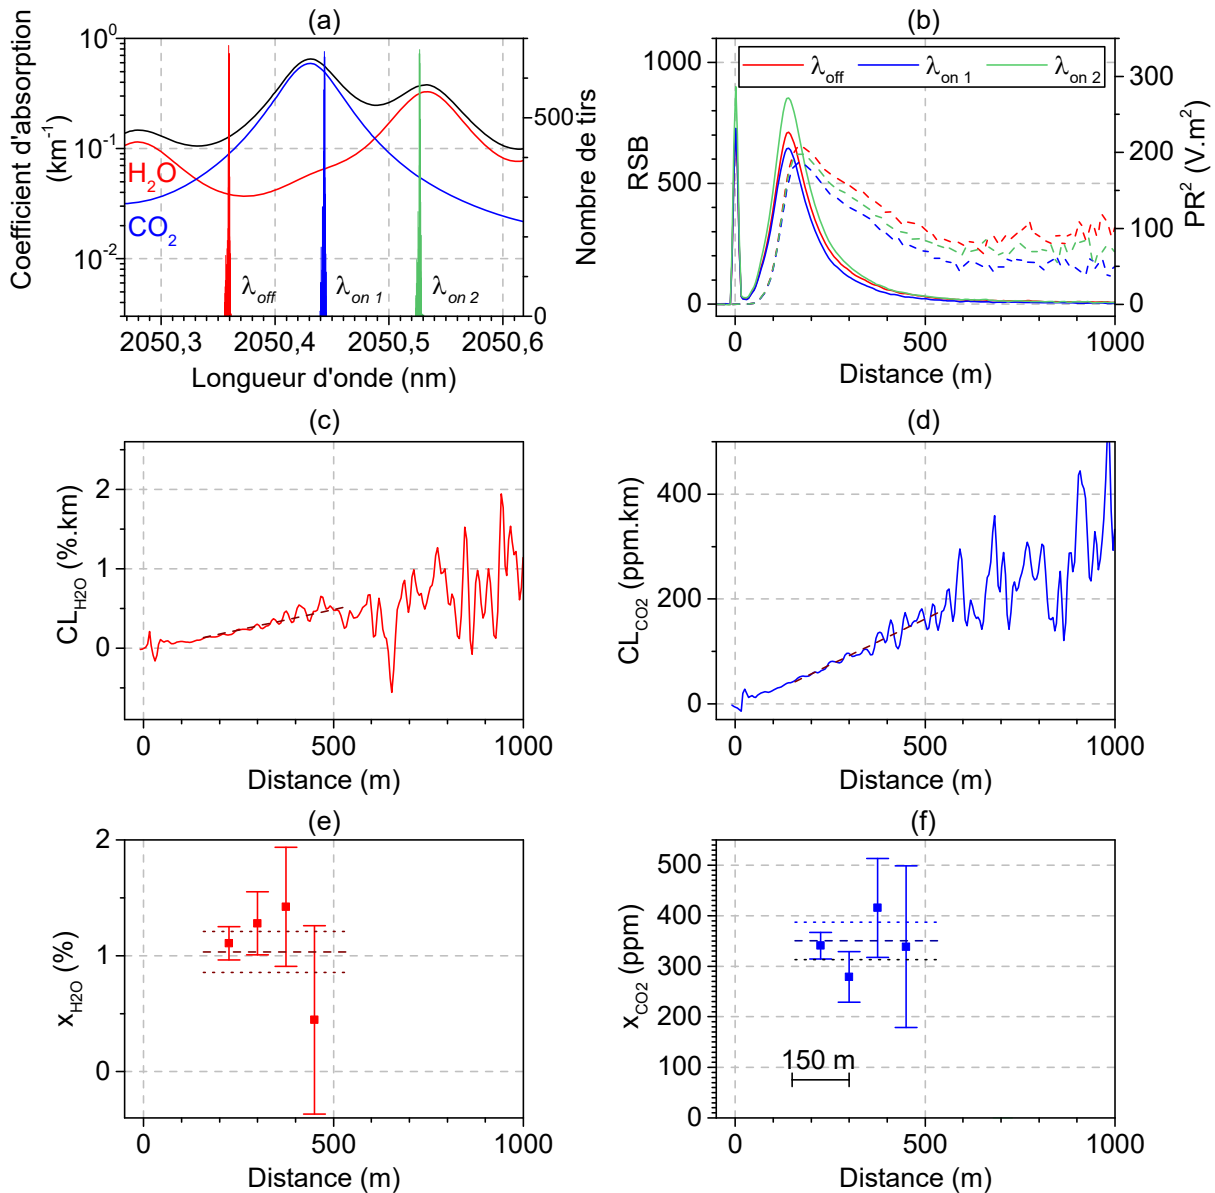 (a)
Coefficient d'absorption
(km⁻¹)
10⁰
10⁻¹
10⁻²
H₂O
CO₂
λoff
λon 1
λon 2
500
0
Nombre de tirs
2050,3 2050,4 2050,5 2050,6
Longueur d'onde (nm)
(b)
RSB
1000
500
0
λoff λon 1 λon 2
300
200
100
0
PR² (V.m²)
0 500 1000
Distance (m)
(c)
CL_H2O (%.km)
2
1
0
0 500 1000
Distance (m)
(d)
CL_CO2 (ppm.km)
400
200
0
0 500 1000
Distance (m)
(e)
x_H2O (%)
2
1
0
0 500 1000
Distance (m)
(f)
x_CO2 (ppm)
500
400
300
200
100
0
150 m
0 500 1000
Distance (m)